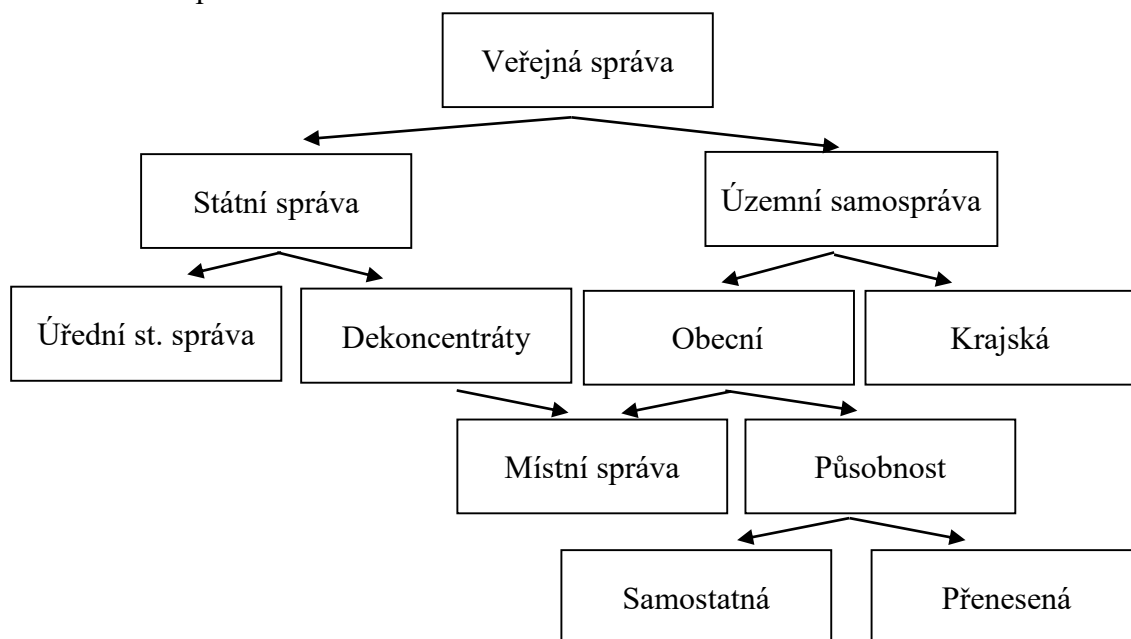 Veřejná správa
Státní správa
Územní samospráva
Úřední st. správa
Dekoncentráty
Obecní
Krajská
Místní správa
Působnost
Samostatná
Přenesená